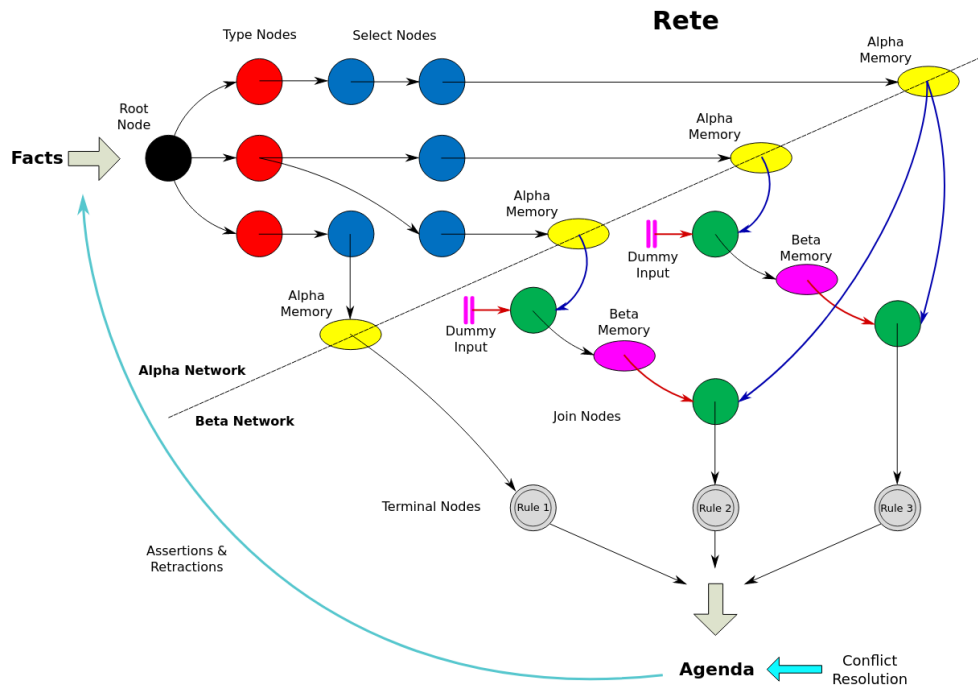 Rete
Type Nodes
Select Nodes
Alpha
Memory
Root
Node
Alpha
Memory
Facts
Alpha
Memory
Dummy
Input
Beta
Memory
Alpha
Memory
Dummy
Input
Beta
Memory
Alpha Network
Beta Network
Join Nodes
Terminal Nodes
Rule 1
Rule 2
Rule 3
Assertions &
Retractions
Agenda
Conflict
Resolution